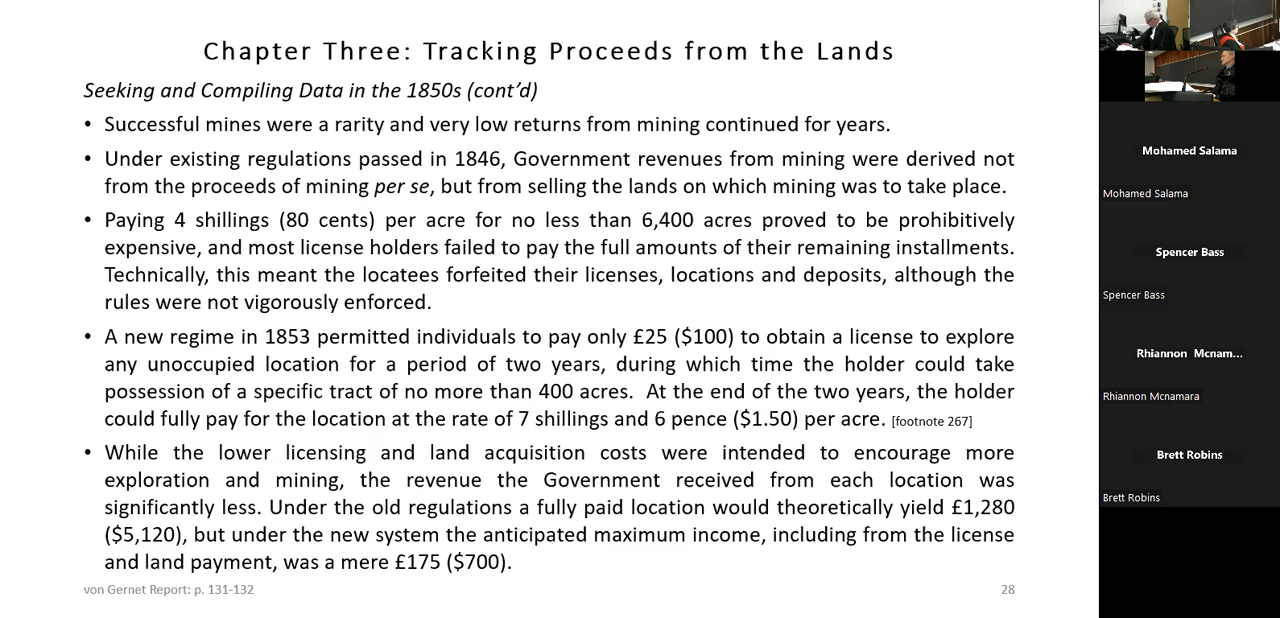 Chapter Three: Tracking Proceeds from the Lands
Seeking and Compiling Data in the 1850s (cont’d)
• Successful mines were a rarity and very low returns from mining continued for years.
• Under existing regulations passed in 1846, Government revenues from mining were derived not
from the proceeds of mining per se, but from selling the lands on which mining was to take place.
• Paying 4 shillings (80 cents) per acre for no less than 6,400 acres proved to be prohibitively
expensive, and most license holders failed to pay the full amounts of their remaining installments.
Technically, this meant the locatees forfeited their licenses, locations and deposits, although the
rules were not vigorously enforced.
• A new regime in 1853 permitted individuals to pay only £25 ($100) to obtain a license to explore
any unoccupied location for a period of two years, during which time the holder could take
possession of a specific tract of no more than 400 acres. At the end of the two years, the holder
could fully pay for the location at the rate of 7 shillings and 6 pence ($1.50) per acre. [footnote 267]
• While the lower licensing and land acquisition costs were intended to encourage more
exploration and mining, the revenue the Government received from each location was
significantly less. Under the old regulations a fully paid location would theoretically yield £1,280
($5,120), but under the new system the anticipated maximum income, including from the license
and land payment, was a mere £175 ($700).
von Gernet Report: p. 131-132
28
Mohamed Salama
Mohamed Salama
Spencer Bass
Spencer Bass
Rhiannon Mcnam...
Rhiannon Mcnamara
Brett Robins
Brett Robins